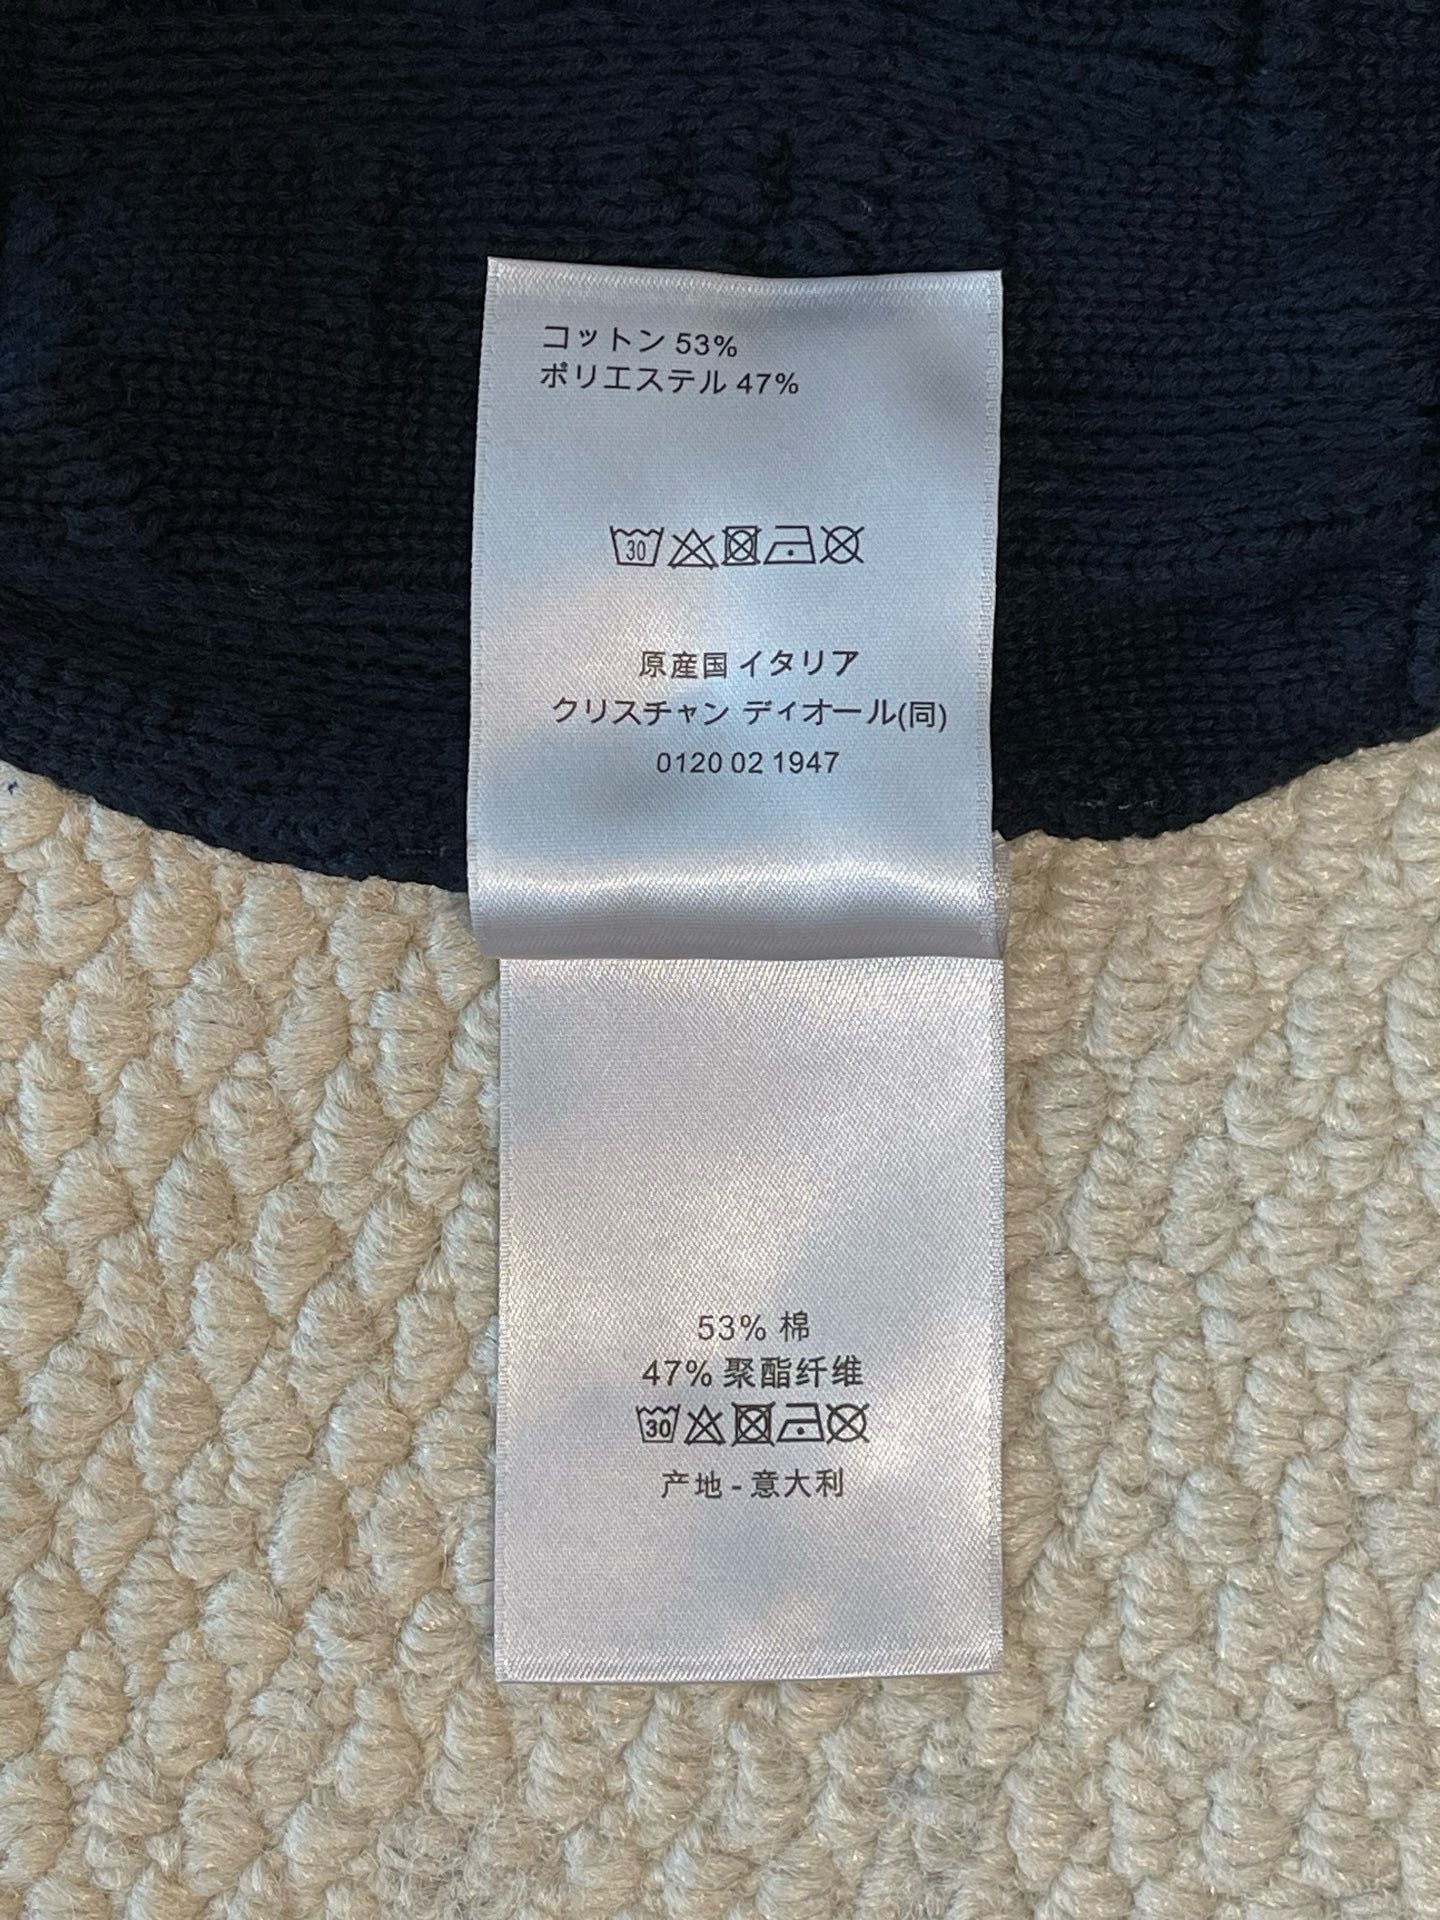 コットン 53%
ポリエステル 47%
30
原産国 イタリア
クリスチャン ディオール(同)
0120 02 1947
53% 棉
47% 聚酯纤维
30
产地 - 意大利